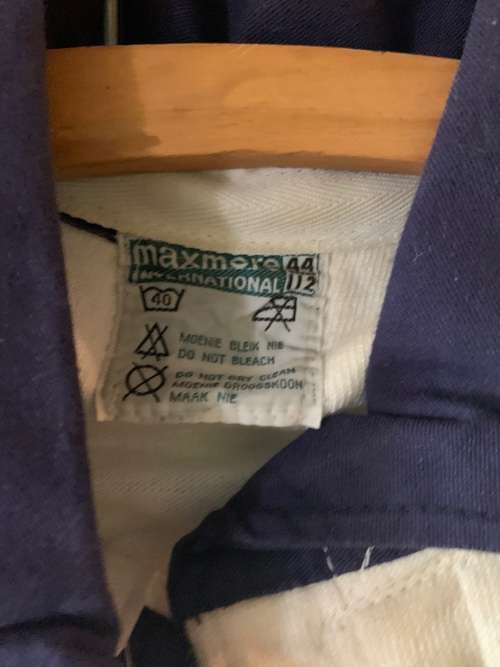 maxmore 44
INTERNATIONAL 112
40
MOENIE BLEIK NIE
DO NOT BLEACH
DO NOT DRY CLEAN
MOENIE DROOGSKOON
MAAK NIE